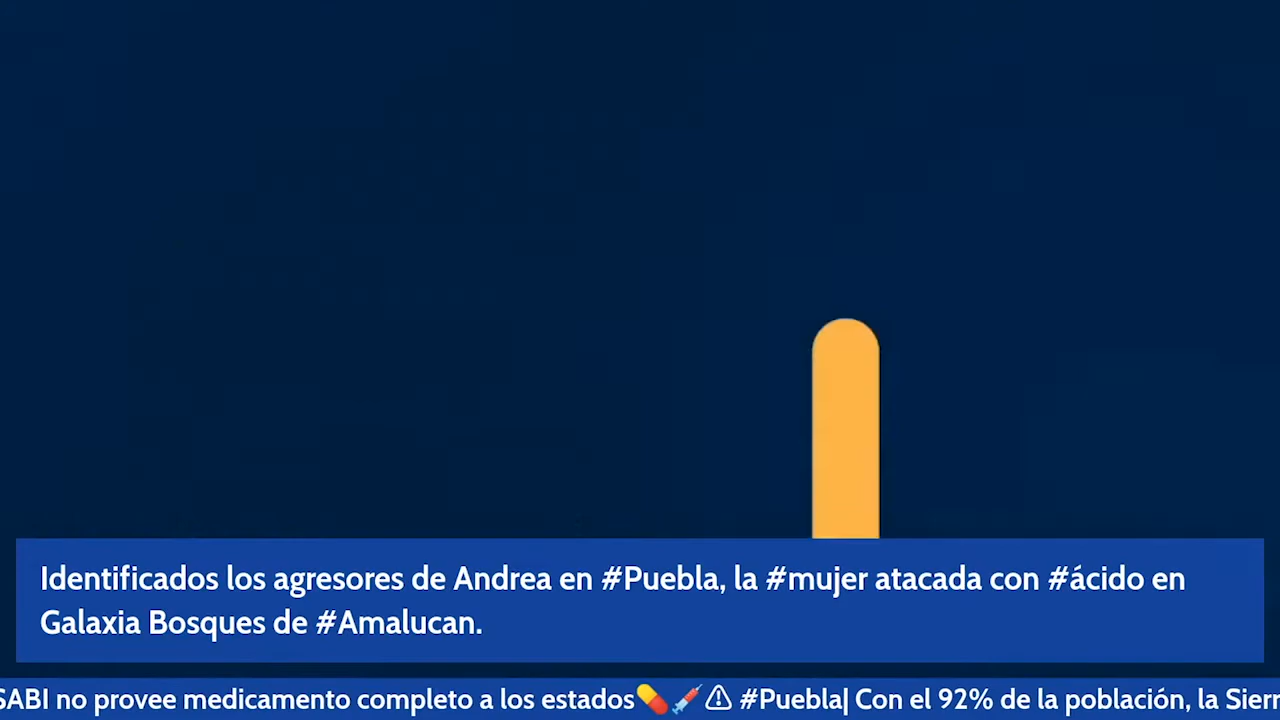 Identificados los agresores de Andrea en #Puebla, la #mujer atacada con #ácido en
Galaxia Bosques de #Amalucan.
SABI no provee medicamento completo a los estados💊💉⚠ #Puebla| Con el 92% de la población, la Sierr